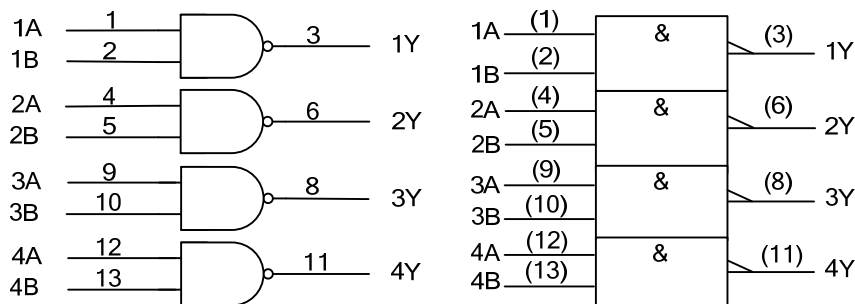 1A 1 3 1Y
1B 2
2A 4 6 2Y
2B 5
3A 9 8 3Y
3B 10
4A 12 11 4Y
4B 13
1A (1) & (3) 1Y
1B (2)
2A (4) & (6) 2Y
2B (5)
3A (9) & (8) 3Y
3B (10)
4A (12) & (11) 4Y
4B (13)